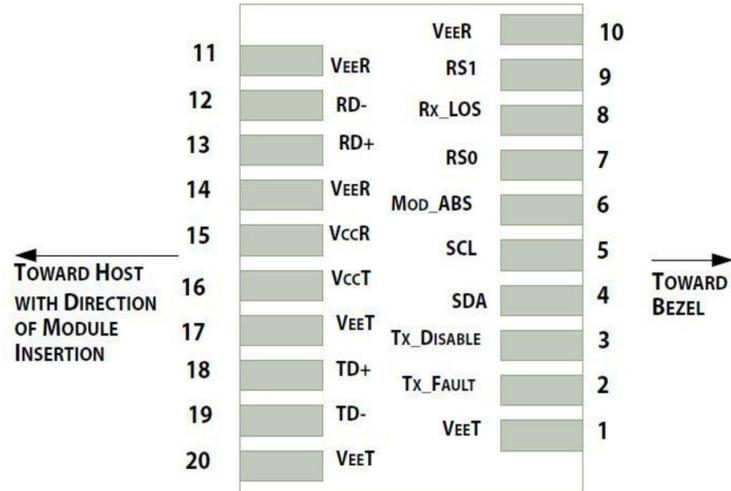 VEER 10
11 VEER
RS1 9
12 RD-
RX_LOS 8
13 RD+
RS0 7
14 VEER
MOD_ABS 6
15 VCCR
SCL 5
TOWARD HOST
WITH DIRECTION
OF MODULE
INSERTION
TOWARD
BEZEL
16 VCCT
SDA 4
17 VEET
TX_DISABLE 3
18 TD+
TX_FAULT 2
19 TD-
VEET 1
20 VEET